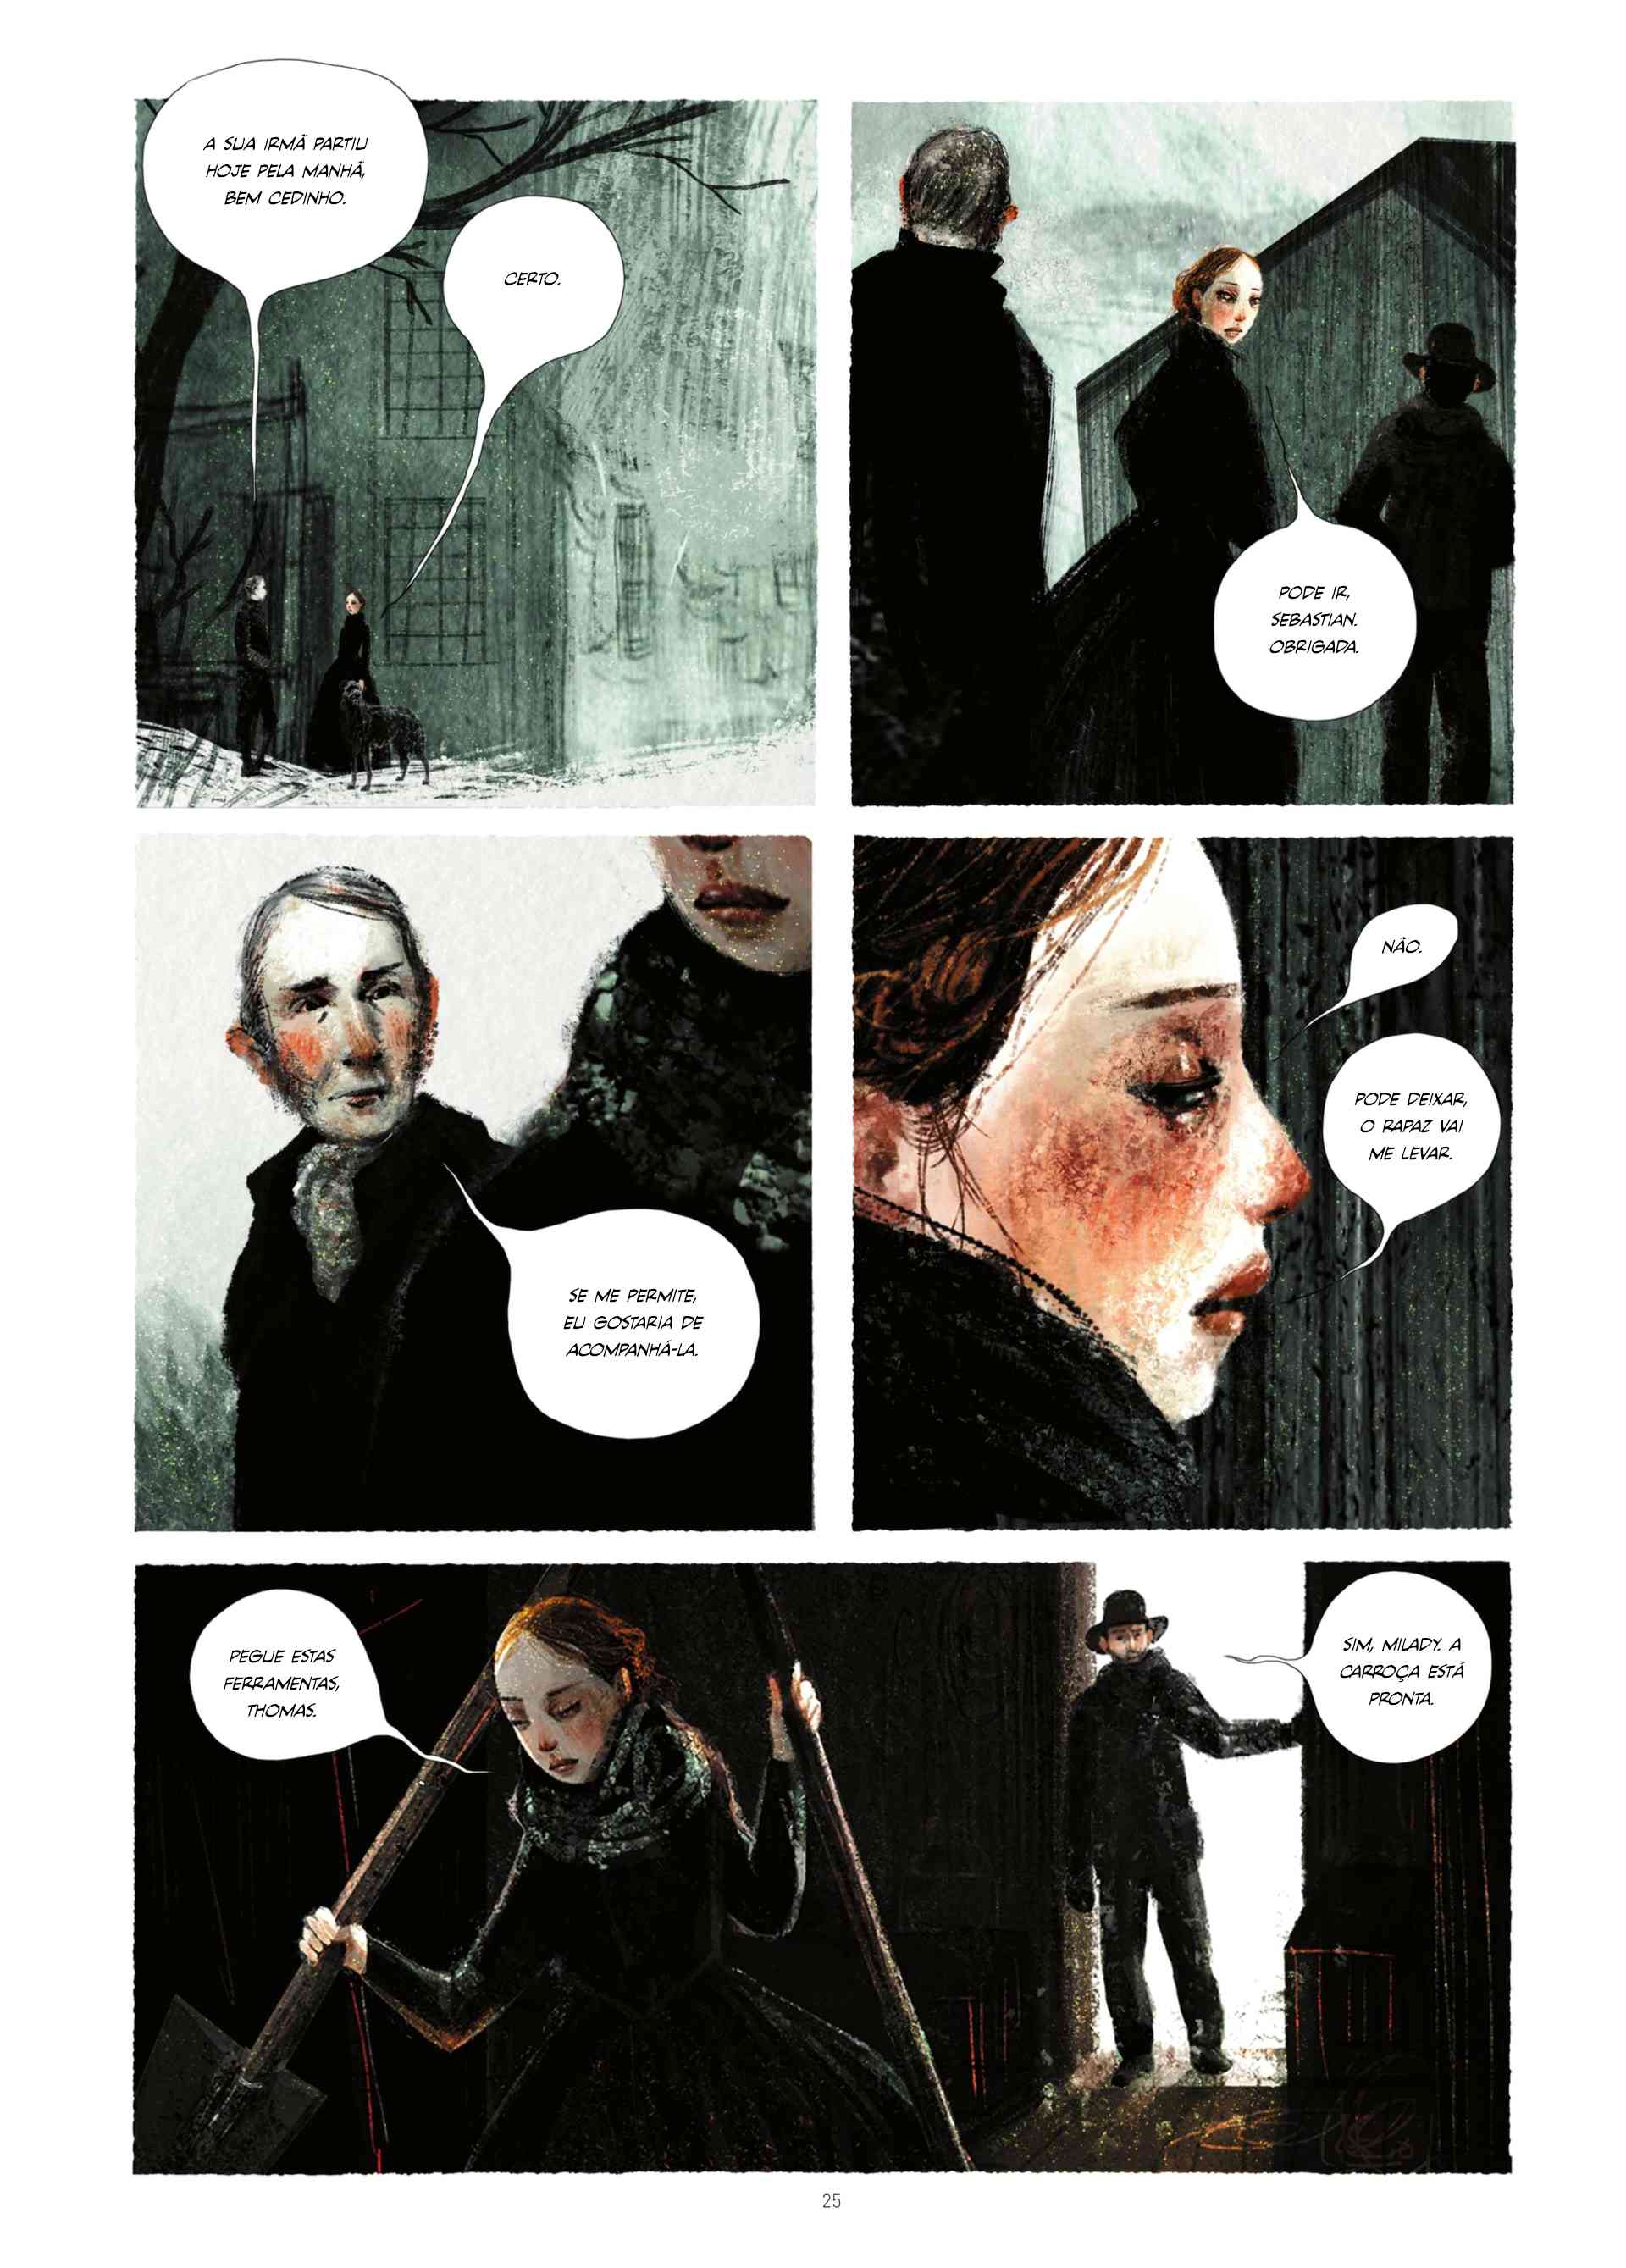 A SUA IRMÃ PARTIU
HOJE PELA MANHÃ,
BEM CEDINHO.
CERTO.
PODE IR,
SEBASTIAN.
OBRIGADA.
SE ME PERMITE,
EU GOSTARIA DE
ACOMPANHÁ-LA.
NÃO.
PODE DEIXAR,
O RAPAZ VAI
ME LEVAR.
PEGUE ESTAS
FERRAMENTAS,
THOMAS.
SIM, MILADY. A
CARROÇA ESTÁ
PRONTA.
25